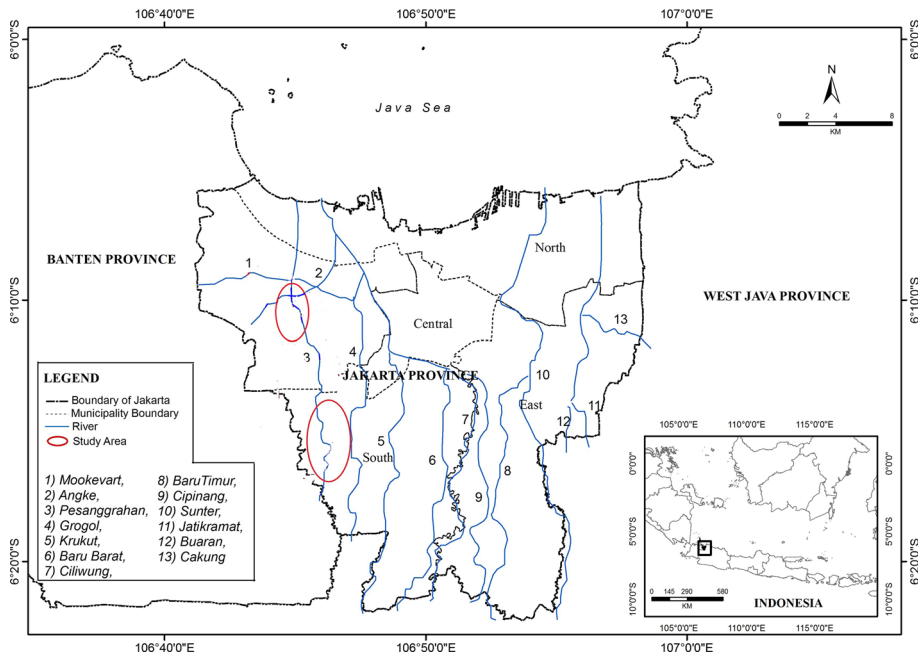 106°40'0"E 106°50'0"E 107°0'0"E
6°0'0"S
6°0'0"S
N
Java Sea
0 2 4 8
KM
North
BANTEN PROVINCE
1
2
WEST JAVA PROVINCE
6°10'0"S
6°10'0"S
Central
13
3
4
JAKARTA PROVINCE
10
East
11
7
12
5
South
6
8
9
LEGEND
Boundary of Jakarta
Municipality Boundary
River
Study Area
1) Mookevart, 8) BaruTimur,
2) Angke, 9) Cipinang,
3) Pesanggrahan, 10) Sunter,
4) Grogol, 11) Jatikramat,
5) Krukut, 12) Buaran,
6) Baru Barat, 13) Cakung
7) Ciliwung,
105°0'0"E 110°0'0"E 115°0'0"E
0°0'0"
0°0'0"
5°0'0"S
5°0'0"S
10°0'0"S
10°0'0"S
0 145 290 580
KM
INDONESIA
105°0'0"E 110°0'0"E 115°0'0"E
6°20'0"S
6°20'0"S
106°40'0"E 106°50'0"E 107°0'0"E